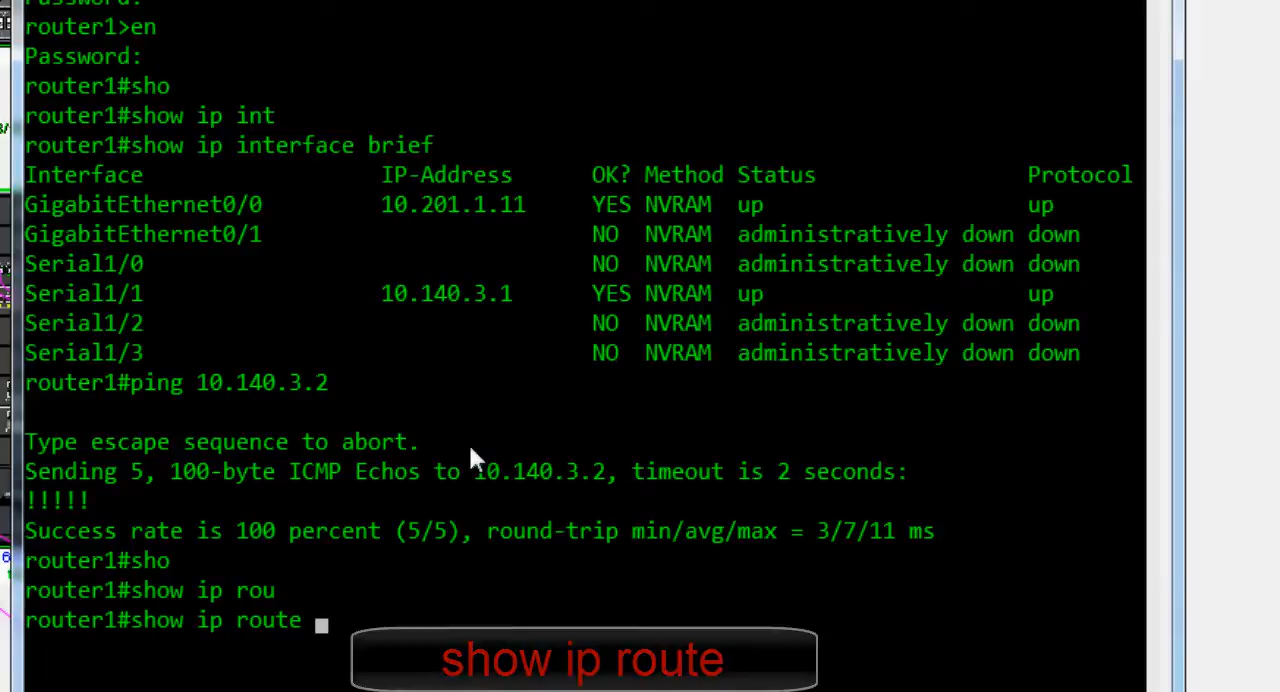 router1>en
Password:
router1#sho
router1#show ip int
router1#show ip interface brief
Interface IP-Address OK? Method Status Protocol
GigabitEthernet0/0 10.201.1.11 YES NVRAM up up
GigabitEthernet0/1 NO NVRAM administratively down down
Serial1/0 NO NVRAM administratively down down
Serial1/1 10.140.3.1 YES NVRAM up up
Serial1/2 NO NVRAM administratively down down
Serial1/3 NO NVRAM administratively down down
router1#ping 10.140.3.2
Type escape sequence to abort.
Sending 5, 100-byte ICMP Echos to 10.140.3.2, timeout is 2 seconds:
!!!!!
Success rate is 100 percent (5/5), round-trip min/avg/max = 3/7/11 ms
router1#sho
router1#show ip rou
router1#show ip route
show ip route